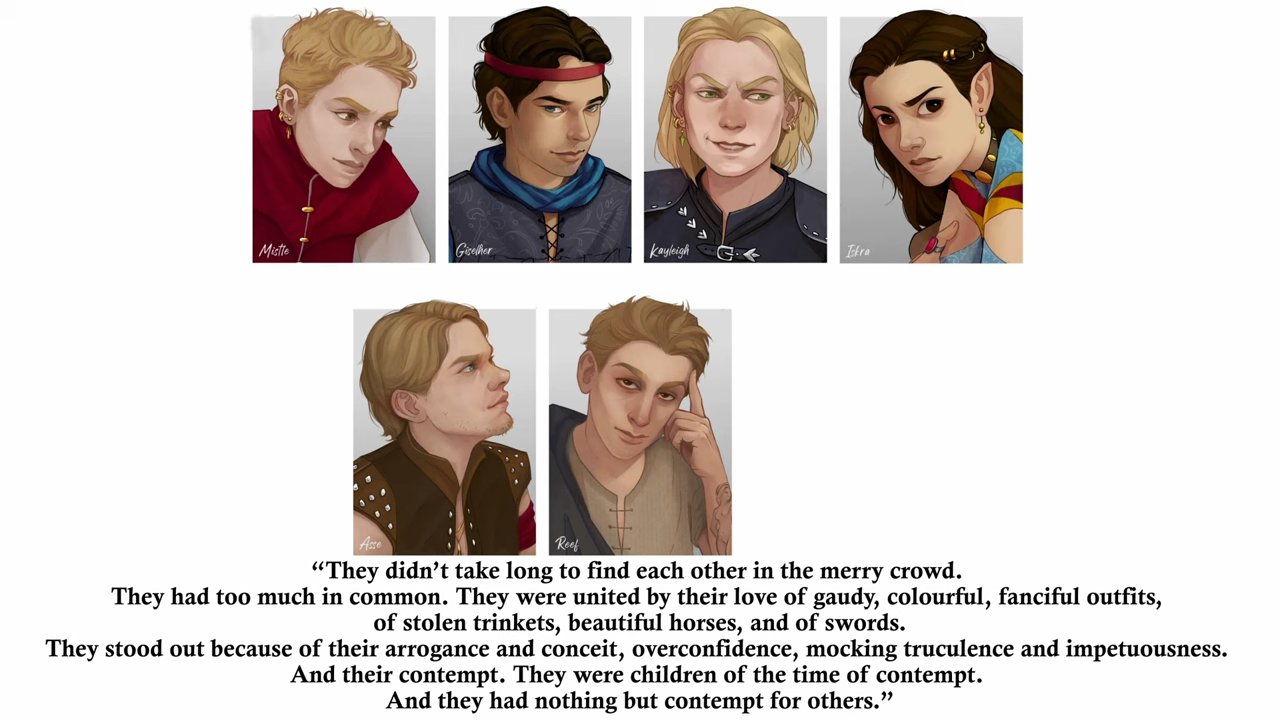 Mistle
Giselher
Kayleigh
Iskra
Asse
Reef
“They didn’t take long to find each other in the merry crowd.
They had too much in common. They were united by their love of gaudy, colourful, fanciful outfits,
of stolen trinkets, beautiful horses, and of swords.
They stood out because of their arrogance and conceit, overconfidence, mocking truculence and impetuousness.
And their contempt. They were children of the time of contempt.
And they had nothing but contempt for others.”